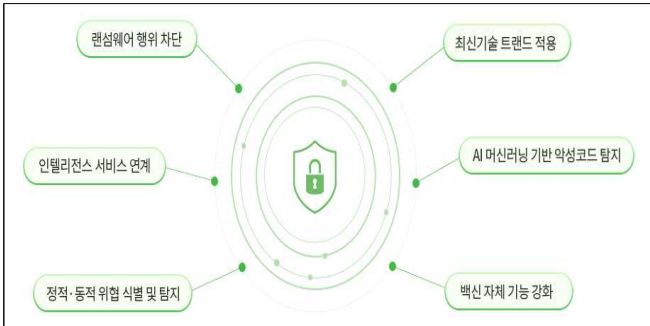 랜섬웨어 행위 차단
최신기술 트랜드 적용
인텔리전스 서비스 연계
AI 머신러닝 기반 악성코드 탐지
정적·동적 위협 식별 및 탐지
백신 자체 기능 강화